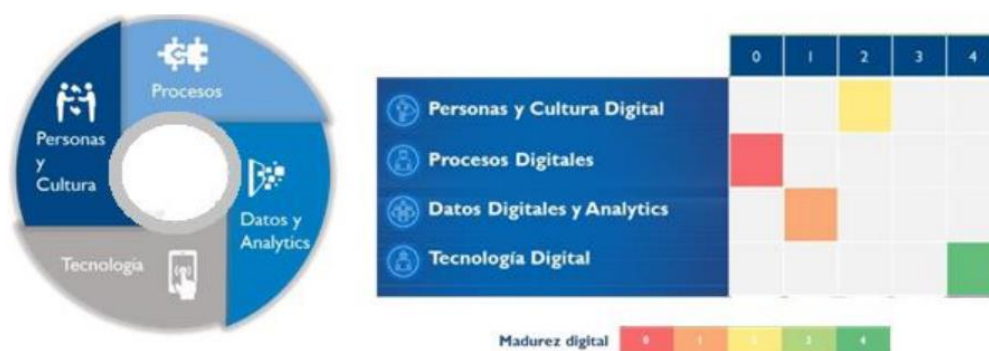 Procesos
Personas
y
Cultura
Datos y
Analytics
Tecnología
0 1 2 3 4
Personas y Cultura Digital
Procesos Digitales
Datos Digitales y Analytics
Tecnología Digital
Madurez digital 0 1 2 3 4